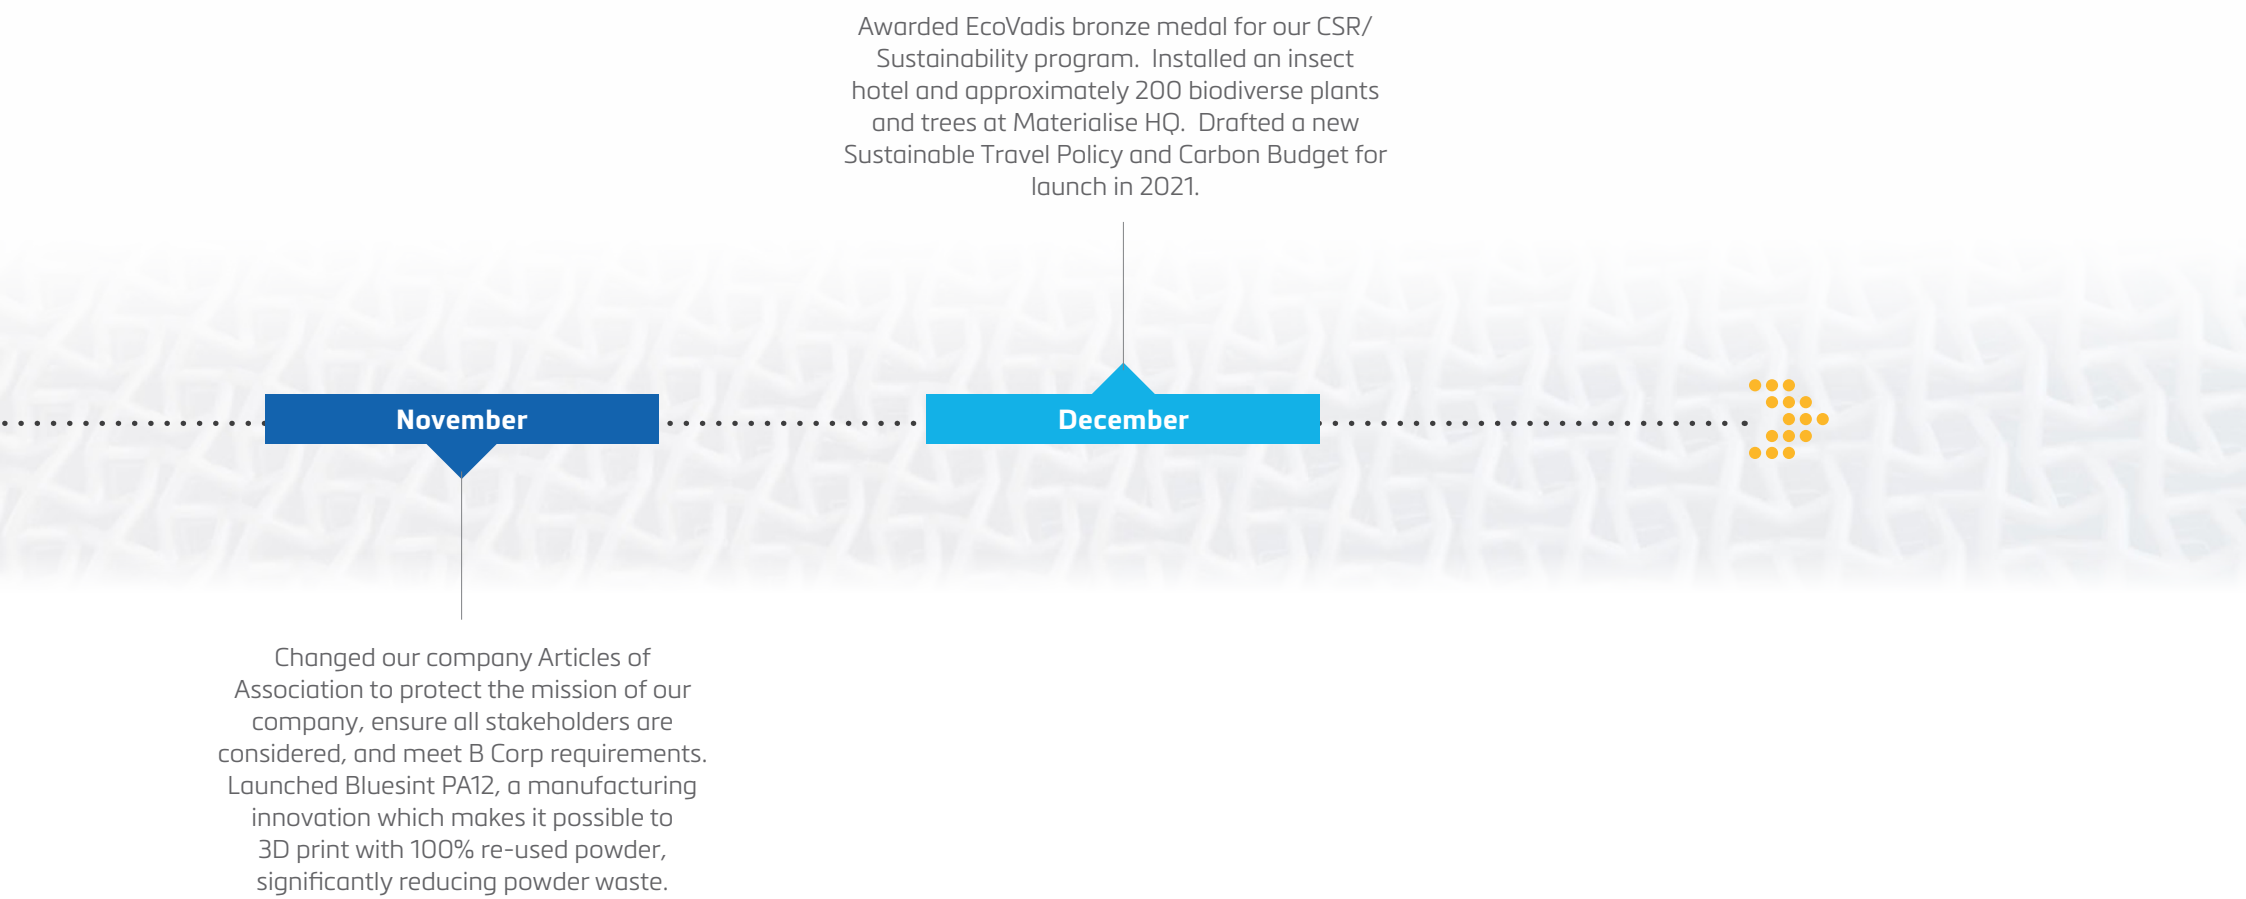 Awarded EcoVadis bronze medal for our CSR/
Sustainability program.  Installed an insect
hotel and approximately 200 biodiverse plants
and trees at Materialise HQ.  Drafted a new
Sustainable Travel Policy and Carbon Budget for
launch in 2021.
November
December
Changed our company Articles of
Association to protect the mission of our
company, ensure all stakeholders are
considered, and meet B Corp requirements.
Launched Bluesint PA12, a manufacturing
innovation which makes it possible to
3D print with 100% re-used powder,
significantly reducing powder waste.